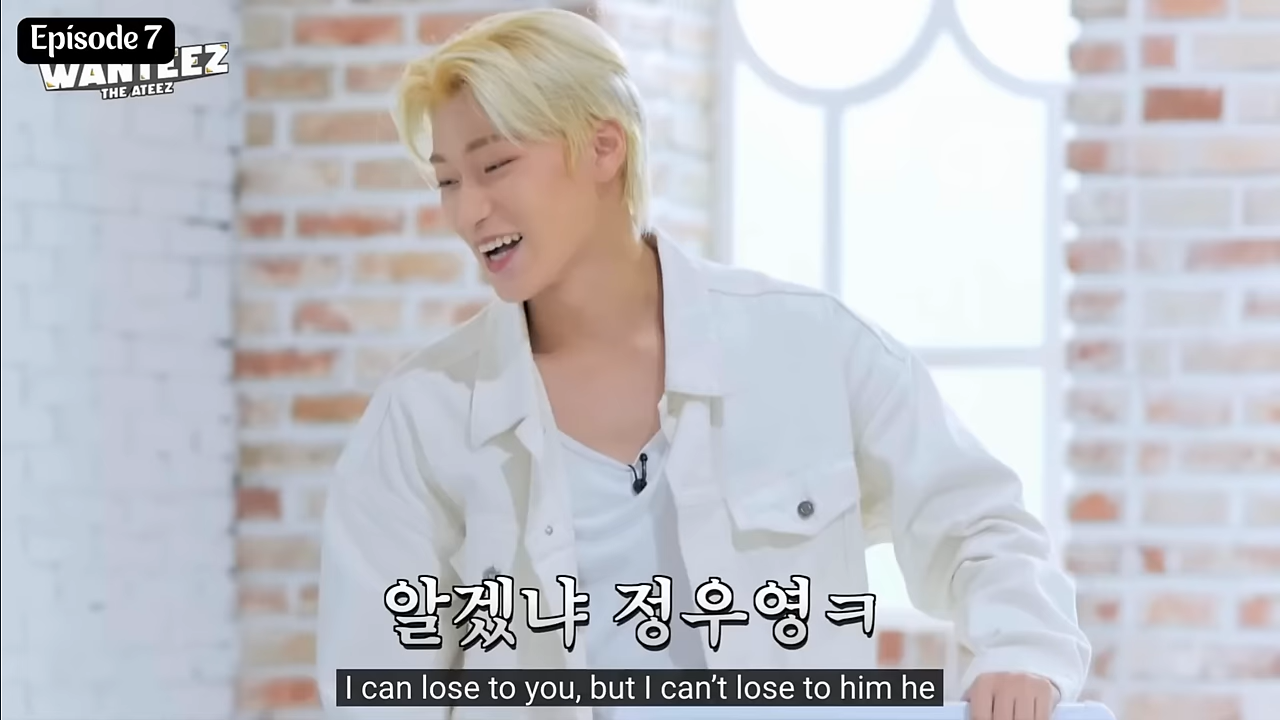 Episode 7
WANTEEZ
THE ATEEZ
알겠냐 정우영ㅋ
I can lose to you, but I can't lose to him he